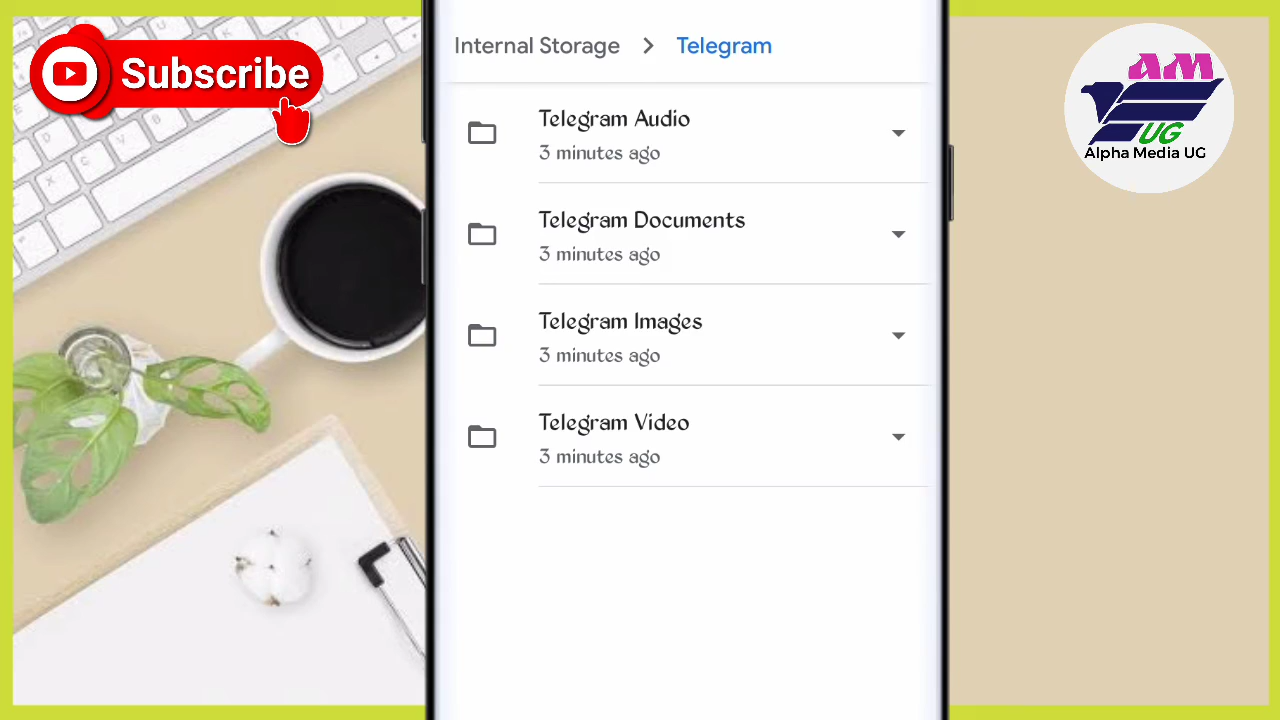 Subscribe
Internal Storage > Telegram
AM
UG
Alpha Media UG
Telegram Audio
3 minutes ago
Telegram Documents
3 minutes ago
Telegram Images
3 minutes ago
Telegram Video
3 minutes ago